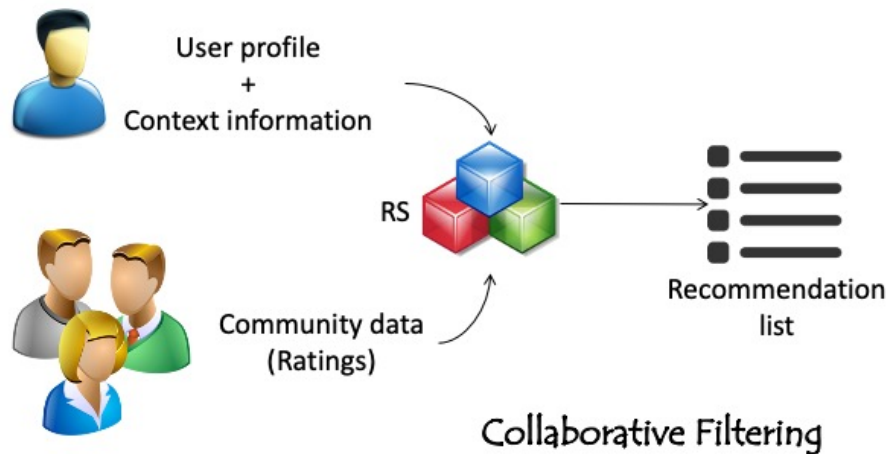 User profile
+
Context information
RS
Community data
(Ratings)
Recommendation
list
Collaborative Filtering